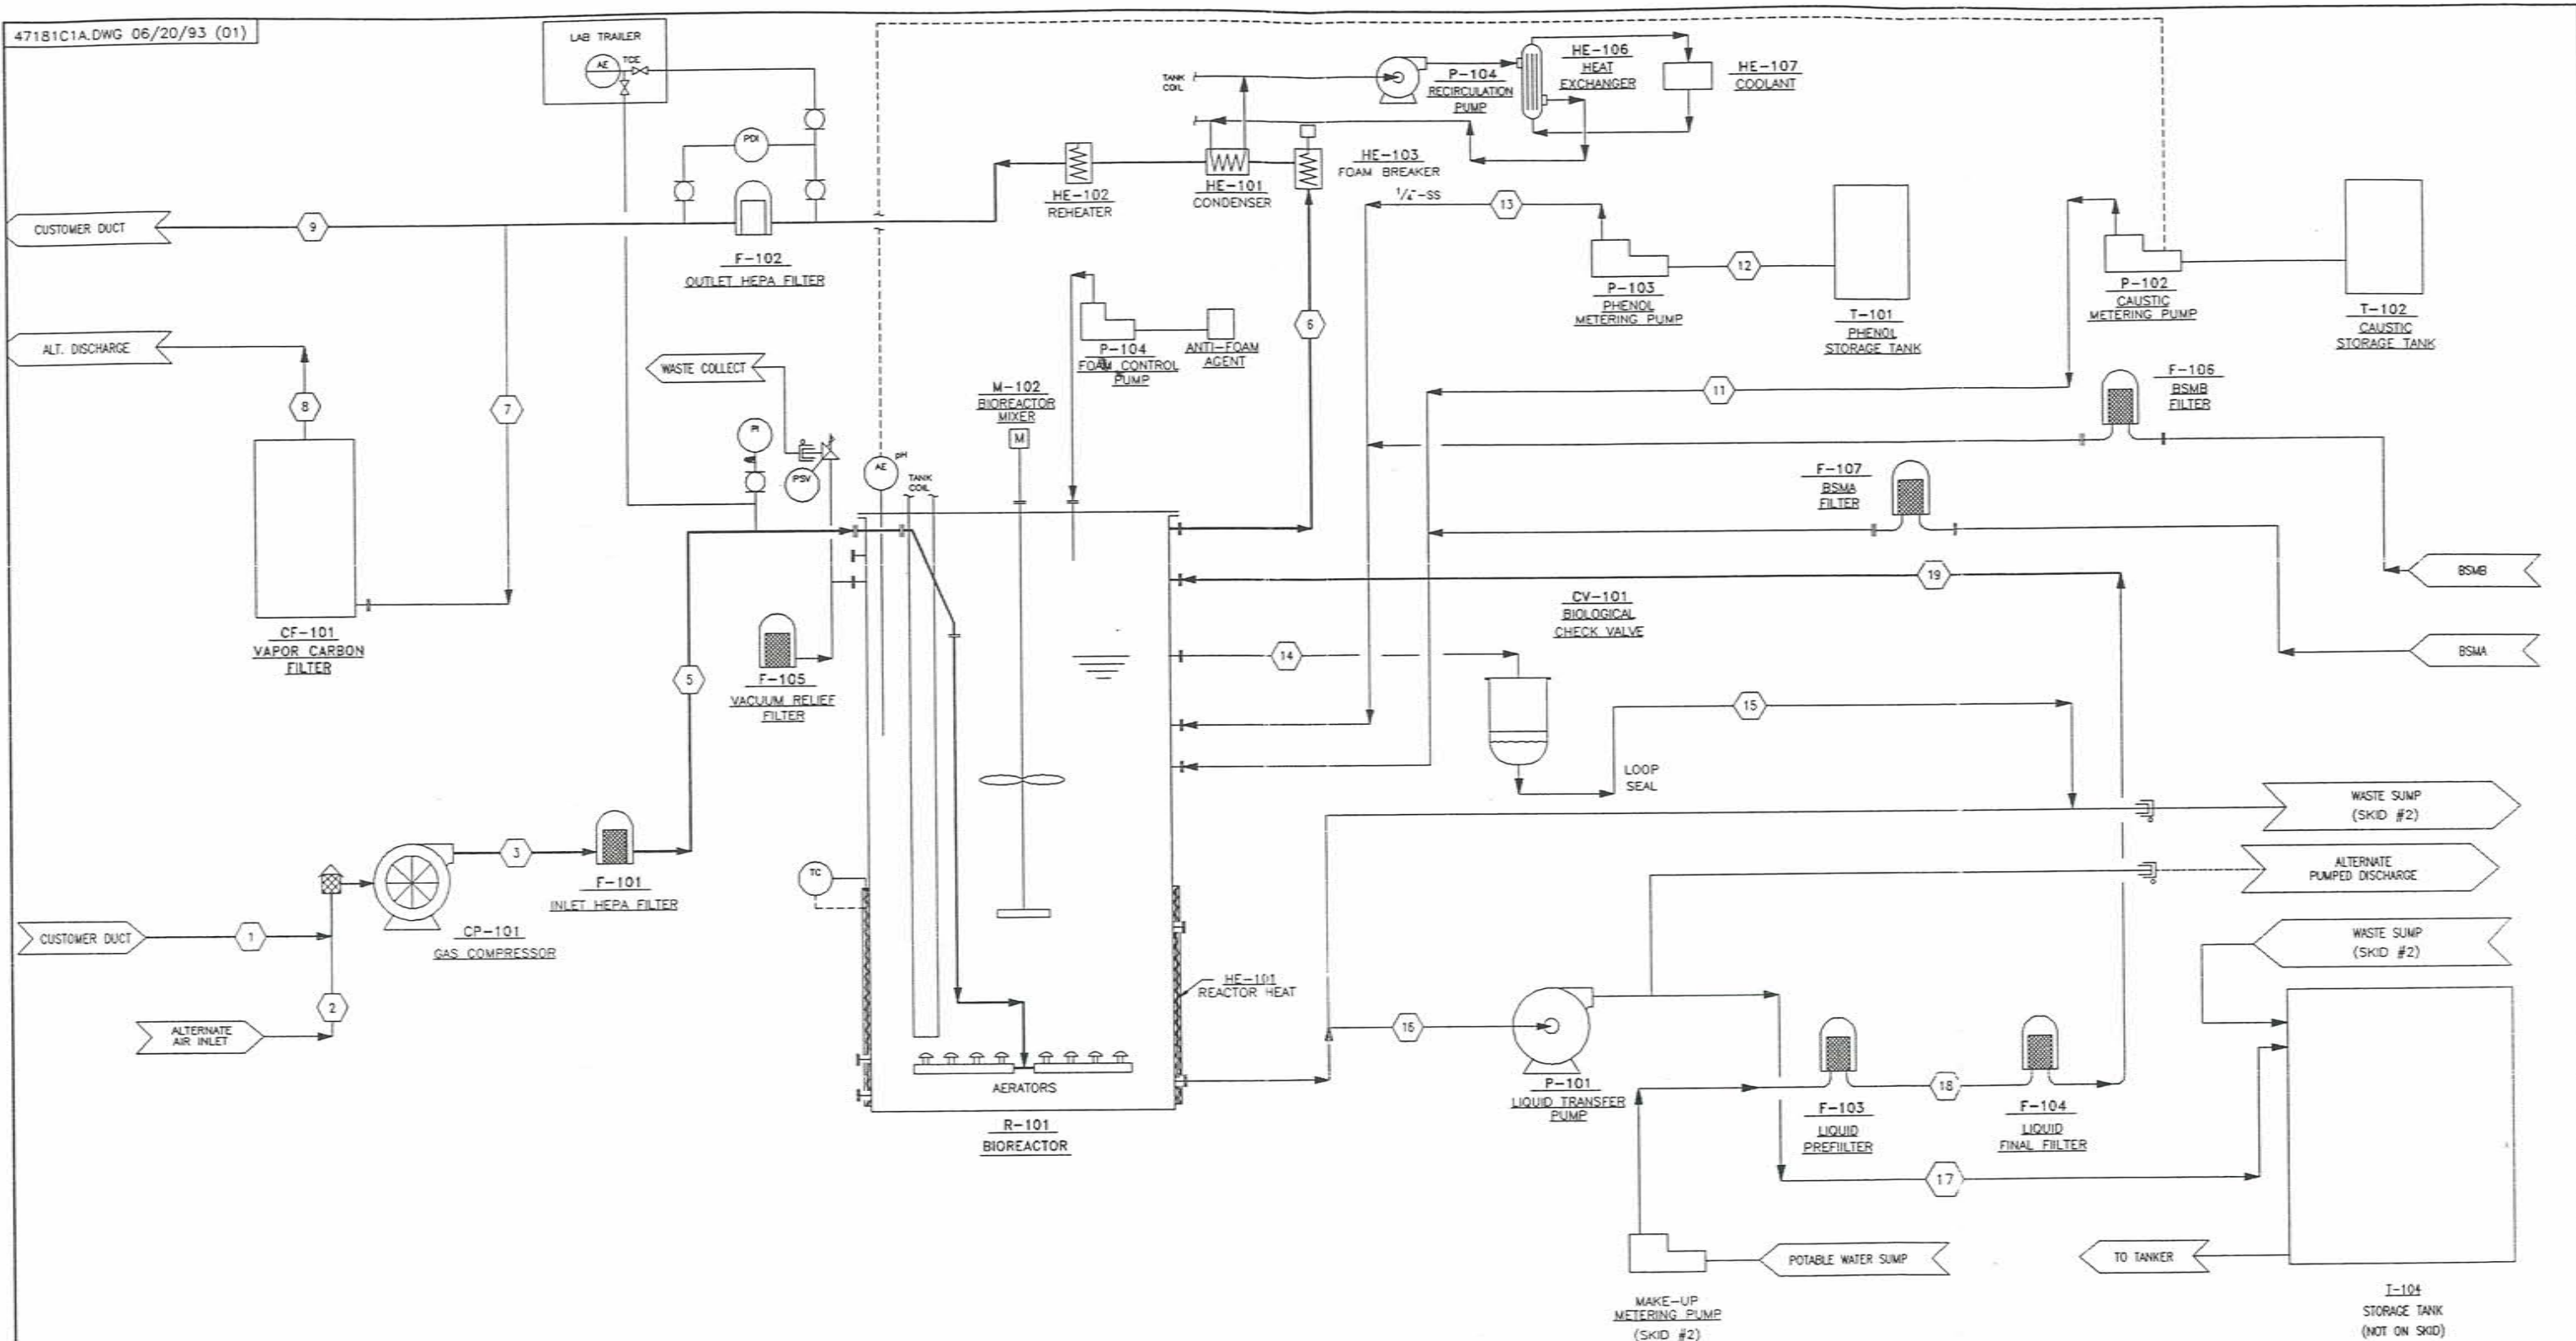 47181C1A.DWG 06/20/93 (01)
LAB TRAILER
AE
TCE
PDI
TANK
COIL
P-104
RECIRCULATION
PUMP
HE-106
HEAT
EXCHANGER
HE-107
COOLANT
HE-103
FOAM BREAKER
HE-102
REHEATER
HE-101
CONDENSER
1/4"-SS
13
CUSTOMER DUCT
9
F-102
OUTLET HEPA FILTER
12
P-103
PHENOL
METERING PUMP
T-101
PHENOL
STORAGE TANK
P-102
CAUSTIC
METERING PUMP
T-102
CAUSTIC
STORAGE TANK
ALT. DISCHARGE
8
7
6
P-104
FOAM CONTROL
PUMP
ANTI-FOAM
AGENT
WASTE COLLECT
M-102
BIOREACTOR
MIXER
M
11
F-106
BSMB
FILTER
PI
PSV
AE
pH
TANK
COIL
F-107
BSMA
FILTER
BSMB
BSMA
19
CV-101
BIOLOGICAL
CHECK VALVE
CF-101
VAPOR CARBON
FILTER
5
F-105
VACUUM RELIEF
FILTER
14
15
LOOP
SEAL
WASTE SUMP
(SKID #2)
ALTERNATE
PUMPED DISCHARGE
WASTE SUMP
(SKID #2)
3
F-101
INLET HEPA FILTER
TC
CUSTOMER DUCT
1
CP-101
GAS COMPRESSOR
2
ALTERNATE
AIR INLET
HE-101
REACTOR HEAT
16
P-101
LIQUID TRANSFER
PUMP
AERATORS
R-101
BIOREACTOR
F-103
LIQUID
PREFIILTER
18
F-104
LIQUID
FINAL FIILTER
17
MAKE-UP
METERING PUMP
(SKID #2)
POTABLE WATER SUMP
TO TANKER
T-104
STORAGE TANK
(NOT ON SKID)